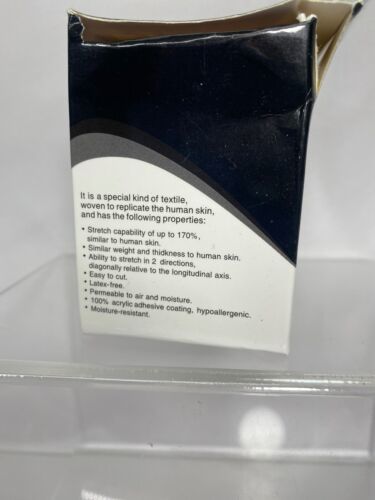 It is a special kind of textile,
woven to replicate the human skin,
and has the following properties:
• Stretch capability of up to 170%,
similar to human skin.
• Similar weight and thidkness to human skin.
• Ability to stretch in 2 directions,
diagonally relative to the longitudinal axis.
• Easy to cut.
• Latex-free.
• Permeable to air and moisture.
• 100% acrylic adhesive coating, hypoallergenic.
• Moisture-resistant.